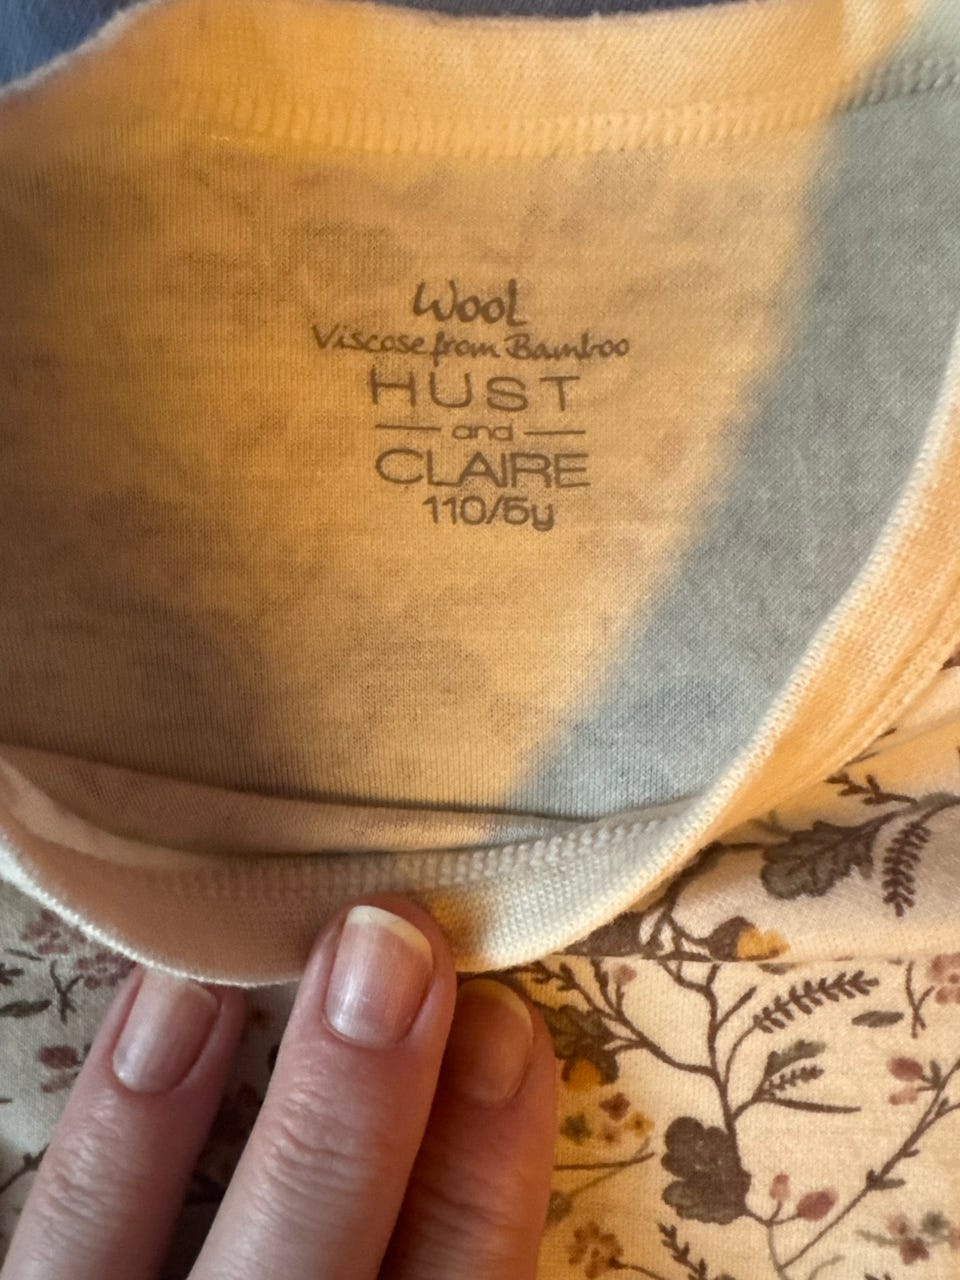 Wool
Viscose from Bamboo
HUST
and
CLAIRE
110/5y